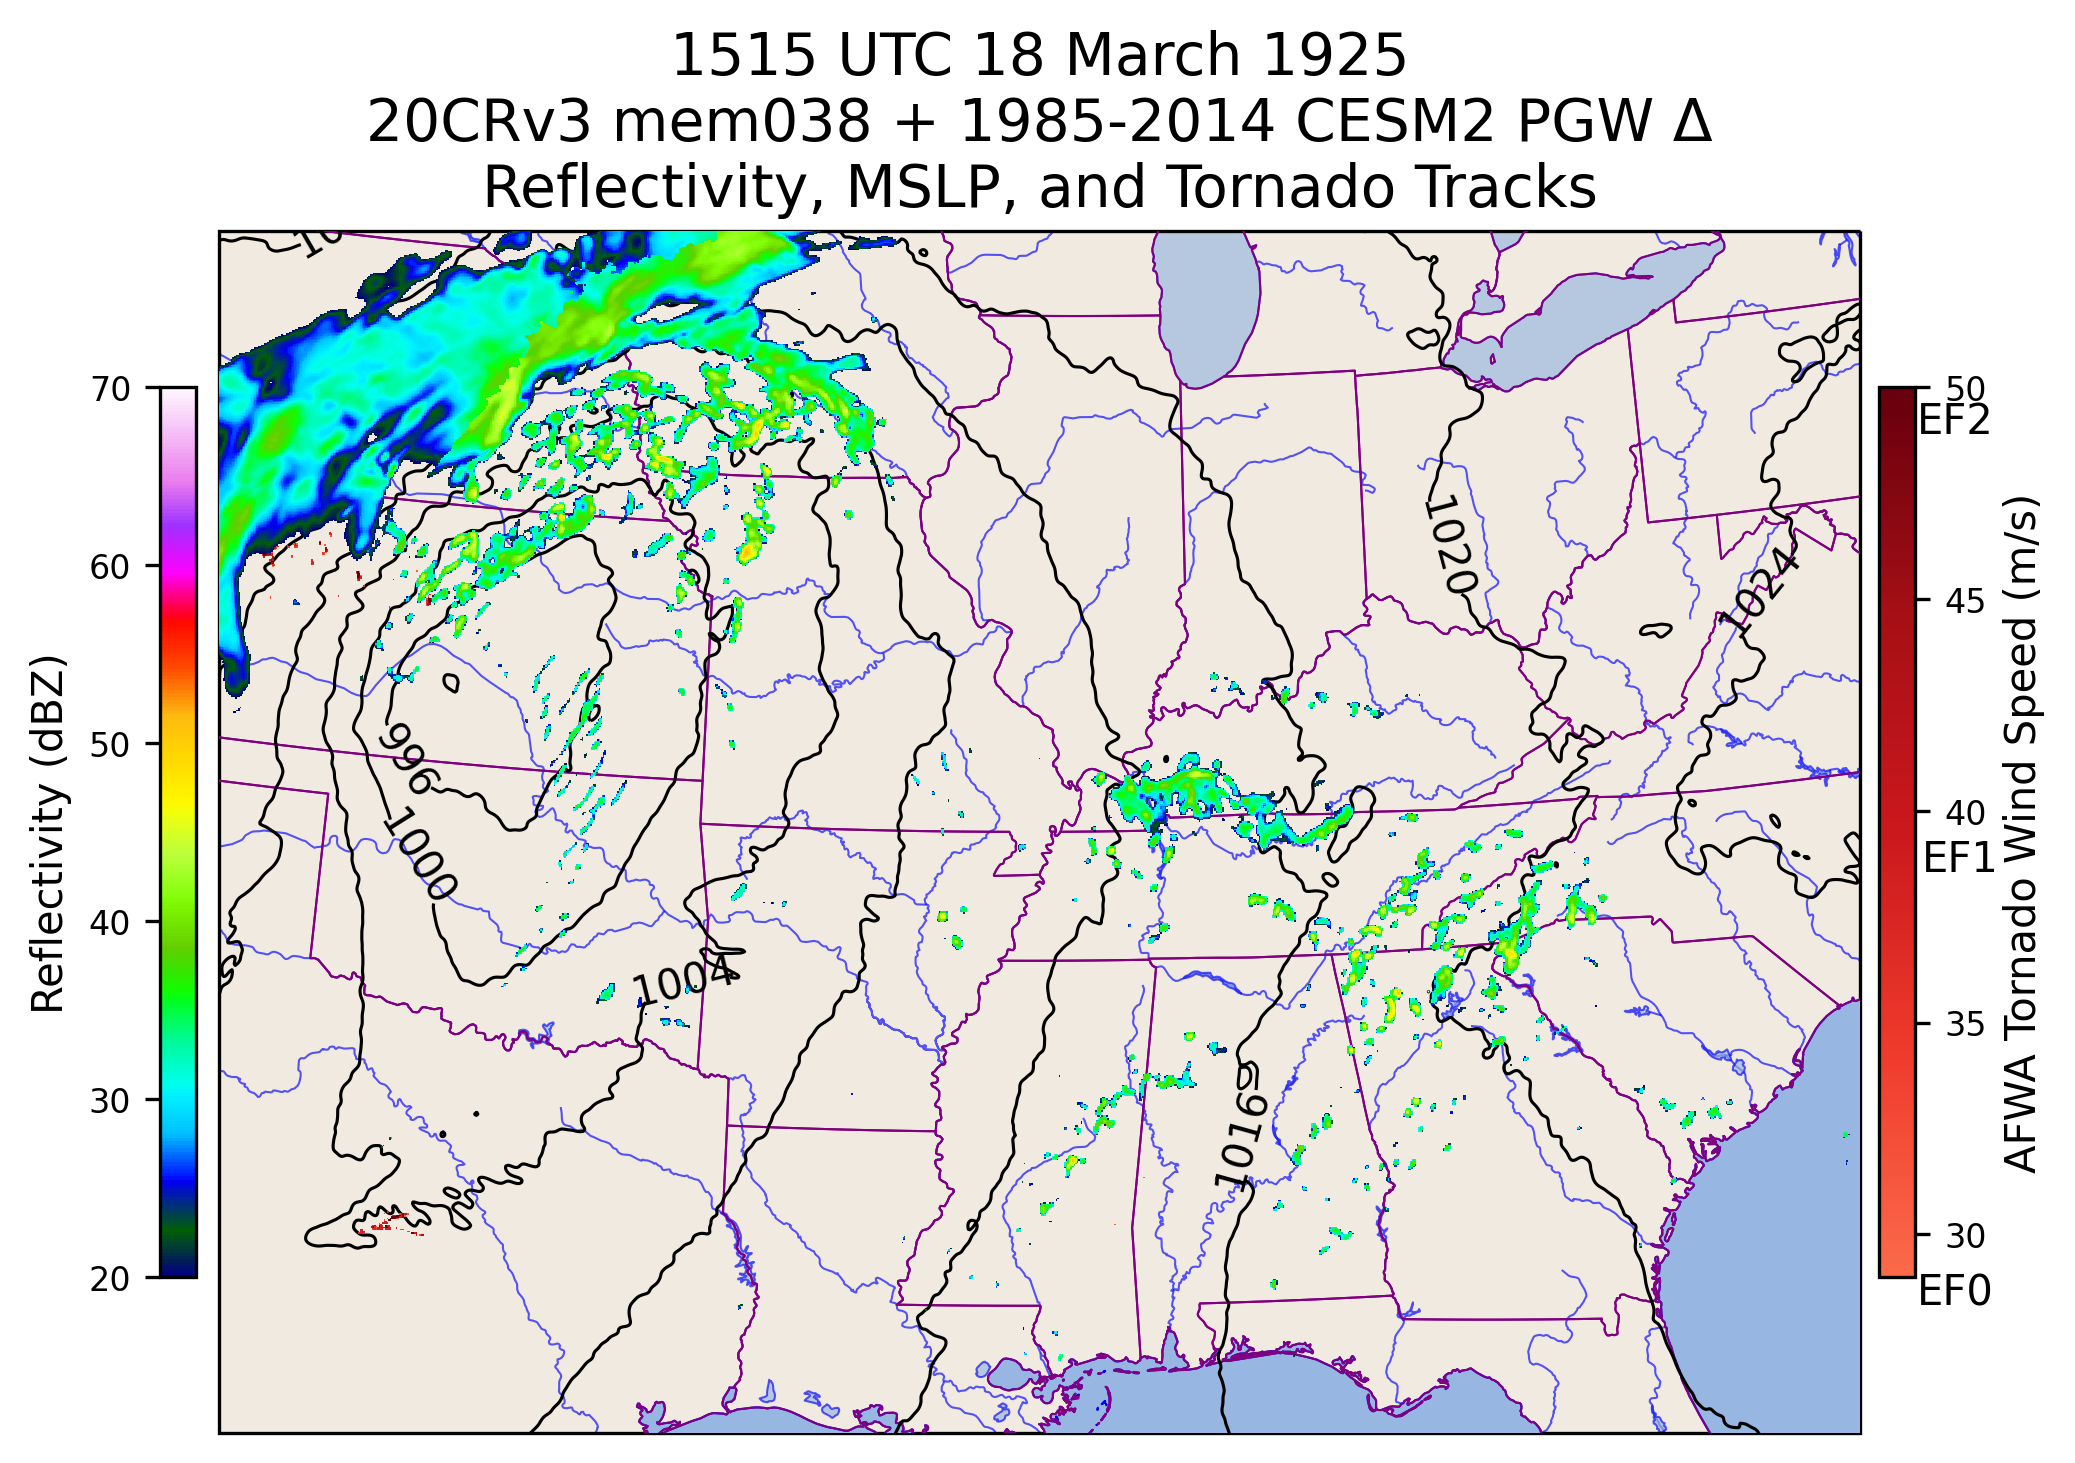 1515 UTC 18 March 1925
20CRv3 mem038 + 1985-2014 CESM2 PGW Δ
Reflectivity, MSLP, and Tornado Tracks
70
60
50
40
30
20
Reflectivity (dBZ)
10
996
1000
1004
1016
1020
1024
50
EF2
45
40
EF1
35
30
EF0
AFWA Tornado Wind Speed (m/s)